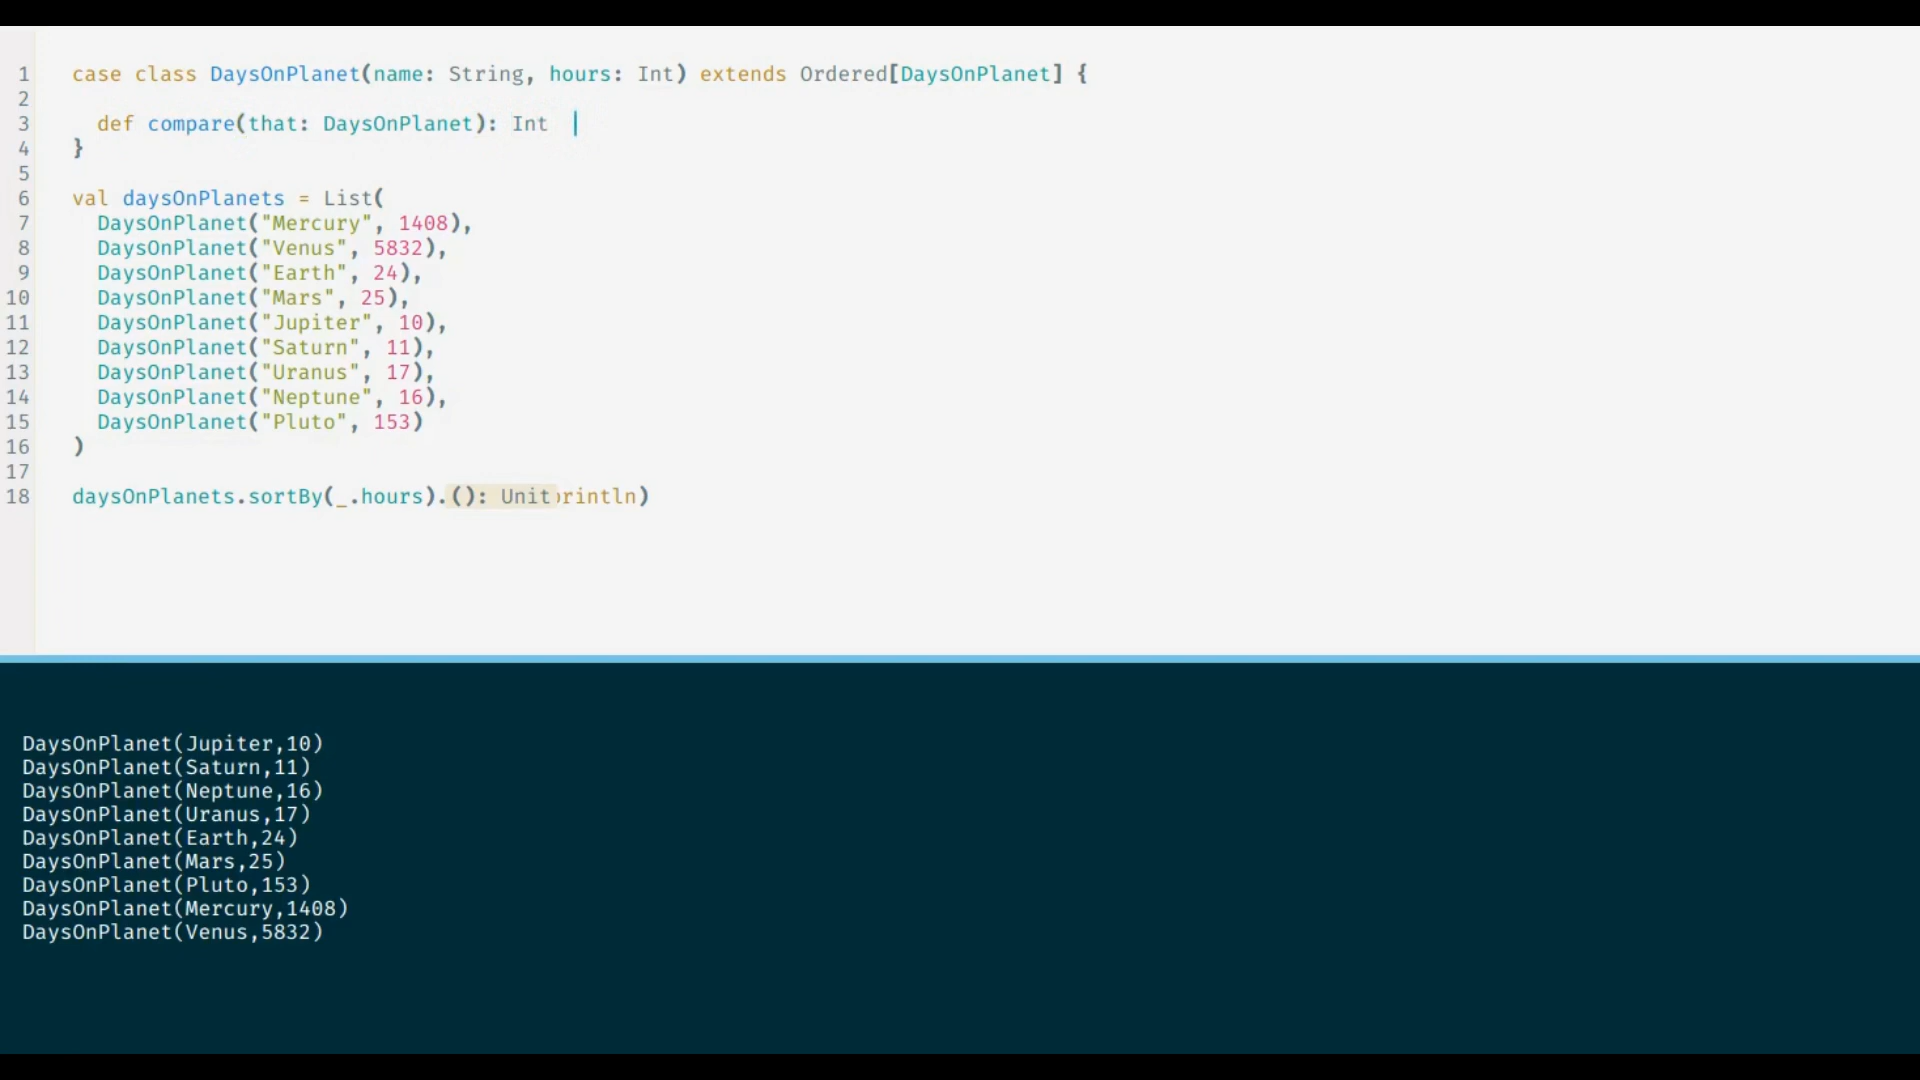 1 case class DaysOnPlanet(name: String, hours: Int) extends Ordered[DaysOnPlanet] {
2
3 def compare(that: DaysOnPlanet): Int
4 }
5
6 val daysOnPlanets = List(
7 DaysOnPlanet("Mercury", 1408),
8 DaysOnPlanet("Venus", 5832),
9 DaysOnPlanet("Earth", 24),
10 DaysOnPlanet("Mars", 25),
11 DaysOnPlanet("Jupiter", 10),
12 DaysOnPlanet("Saturn", 11),
13 DaysOnPlanet("Uranus", 17),
14 DaysOnPlanet("Neptune", 16),
15 DaysOnPlanet("Pluto", 153)
16 )
17
18 daysOnPlanets.sortBy(_.hours).(): Unit rintln)
DaysOnPlanet(Jupiter,10)
DaysOnPlanet(Saturn,11)
DaysOnPlanet(Neptune,16)
DaysOnPlanet(Uranus,17)
DaysOnPlanet(Earth,24)
DaysOnPlanet(Mars,25)
DaysOnPlanet(Pluto,153)
DaysOnPlanet(Mercury,1408)
DaysOnPlanet(Venus,5832)